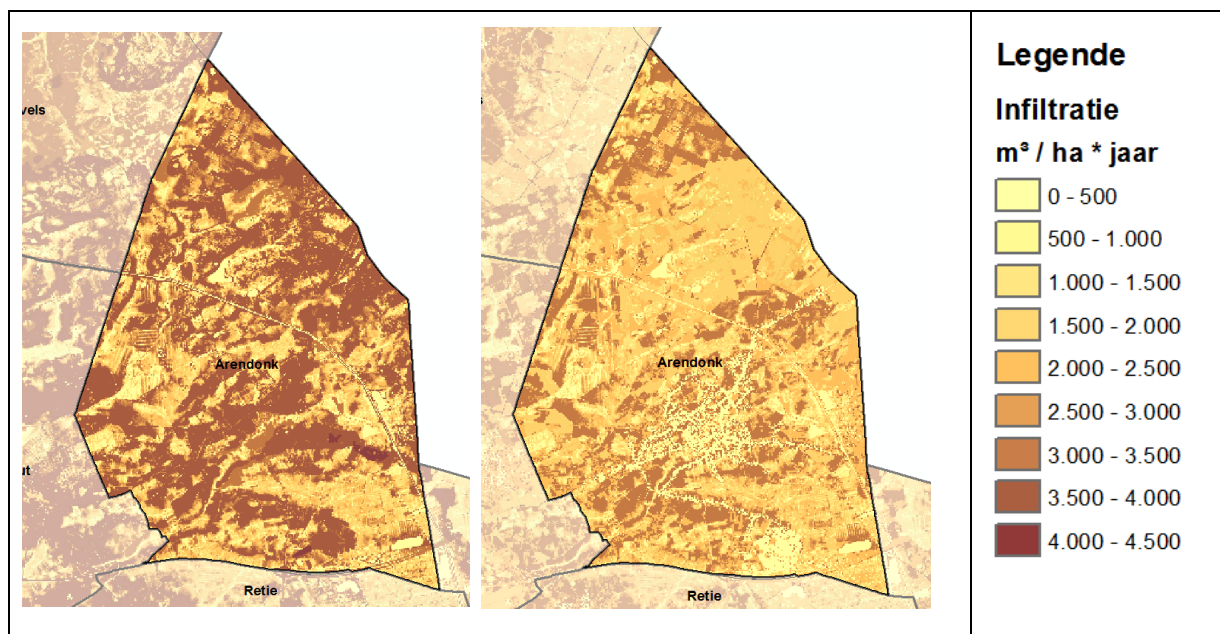 vels
Arendonk
ut
Retie
Arendonk
Retie
Legende
Infiltratie
m³ / ha * jaar
0 - 500
500 - 1.000
1.000 - 1.500
1.500 - 2.000
2.000 - 2.500
2.500 - 3.000
3.000 - 3.500
3.500 - 4.000
4.000 - 4.500